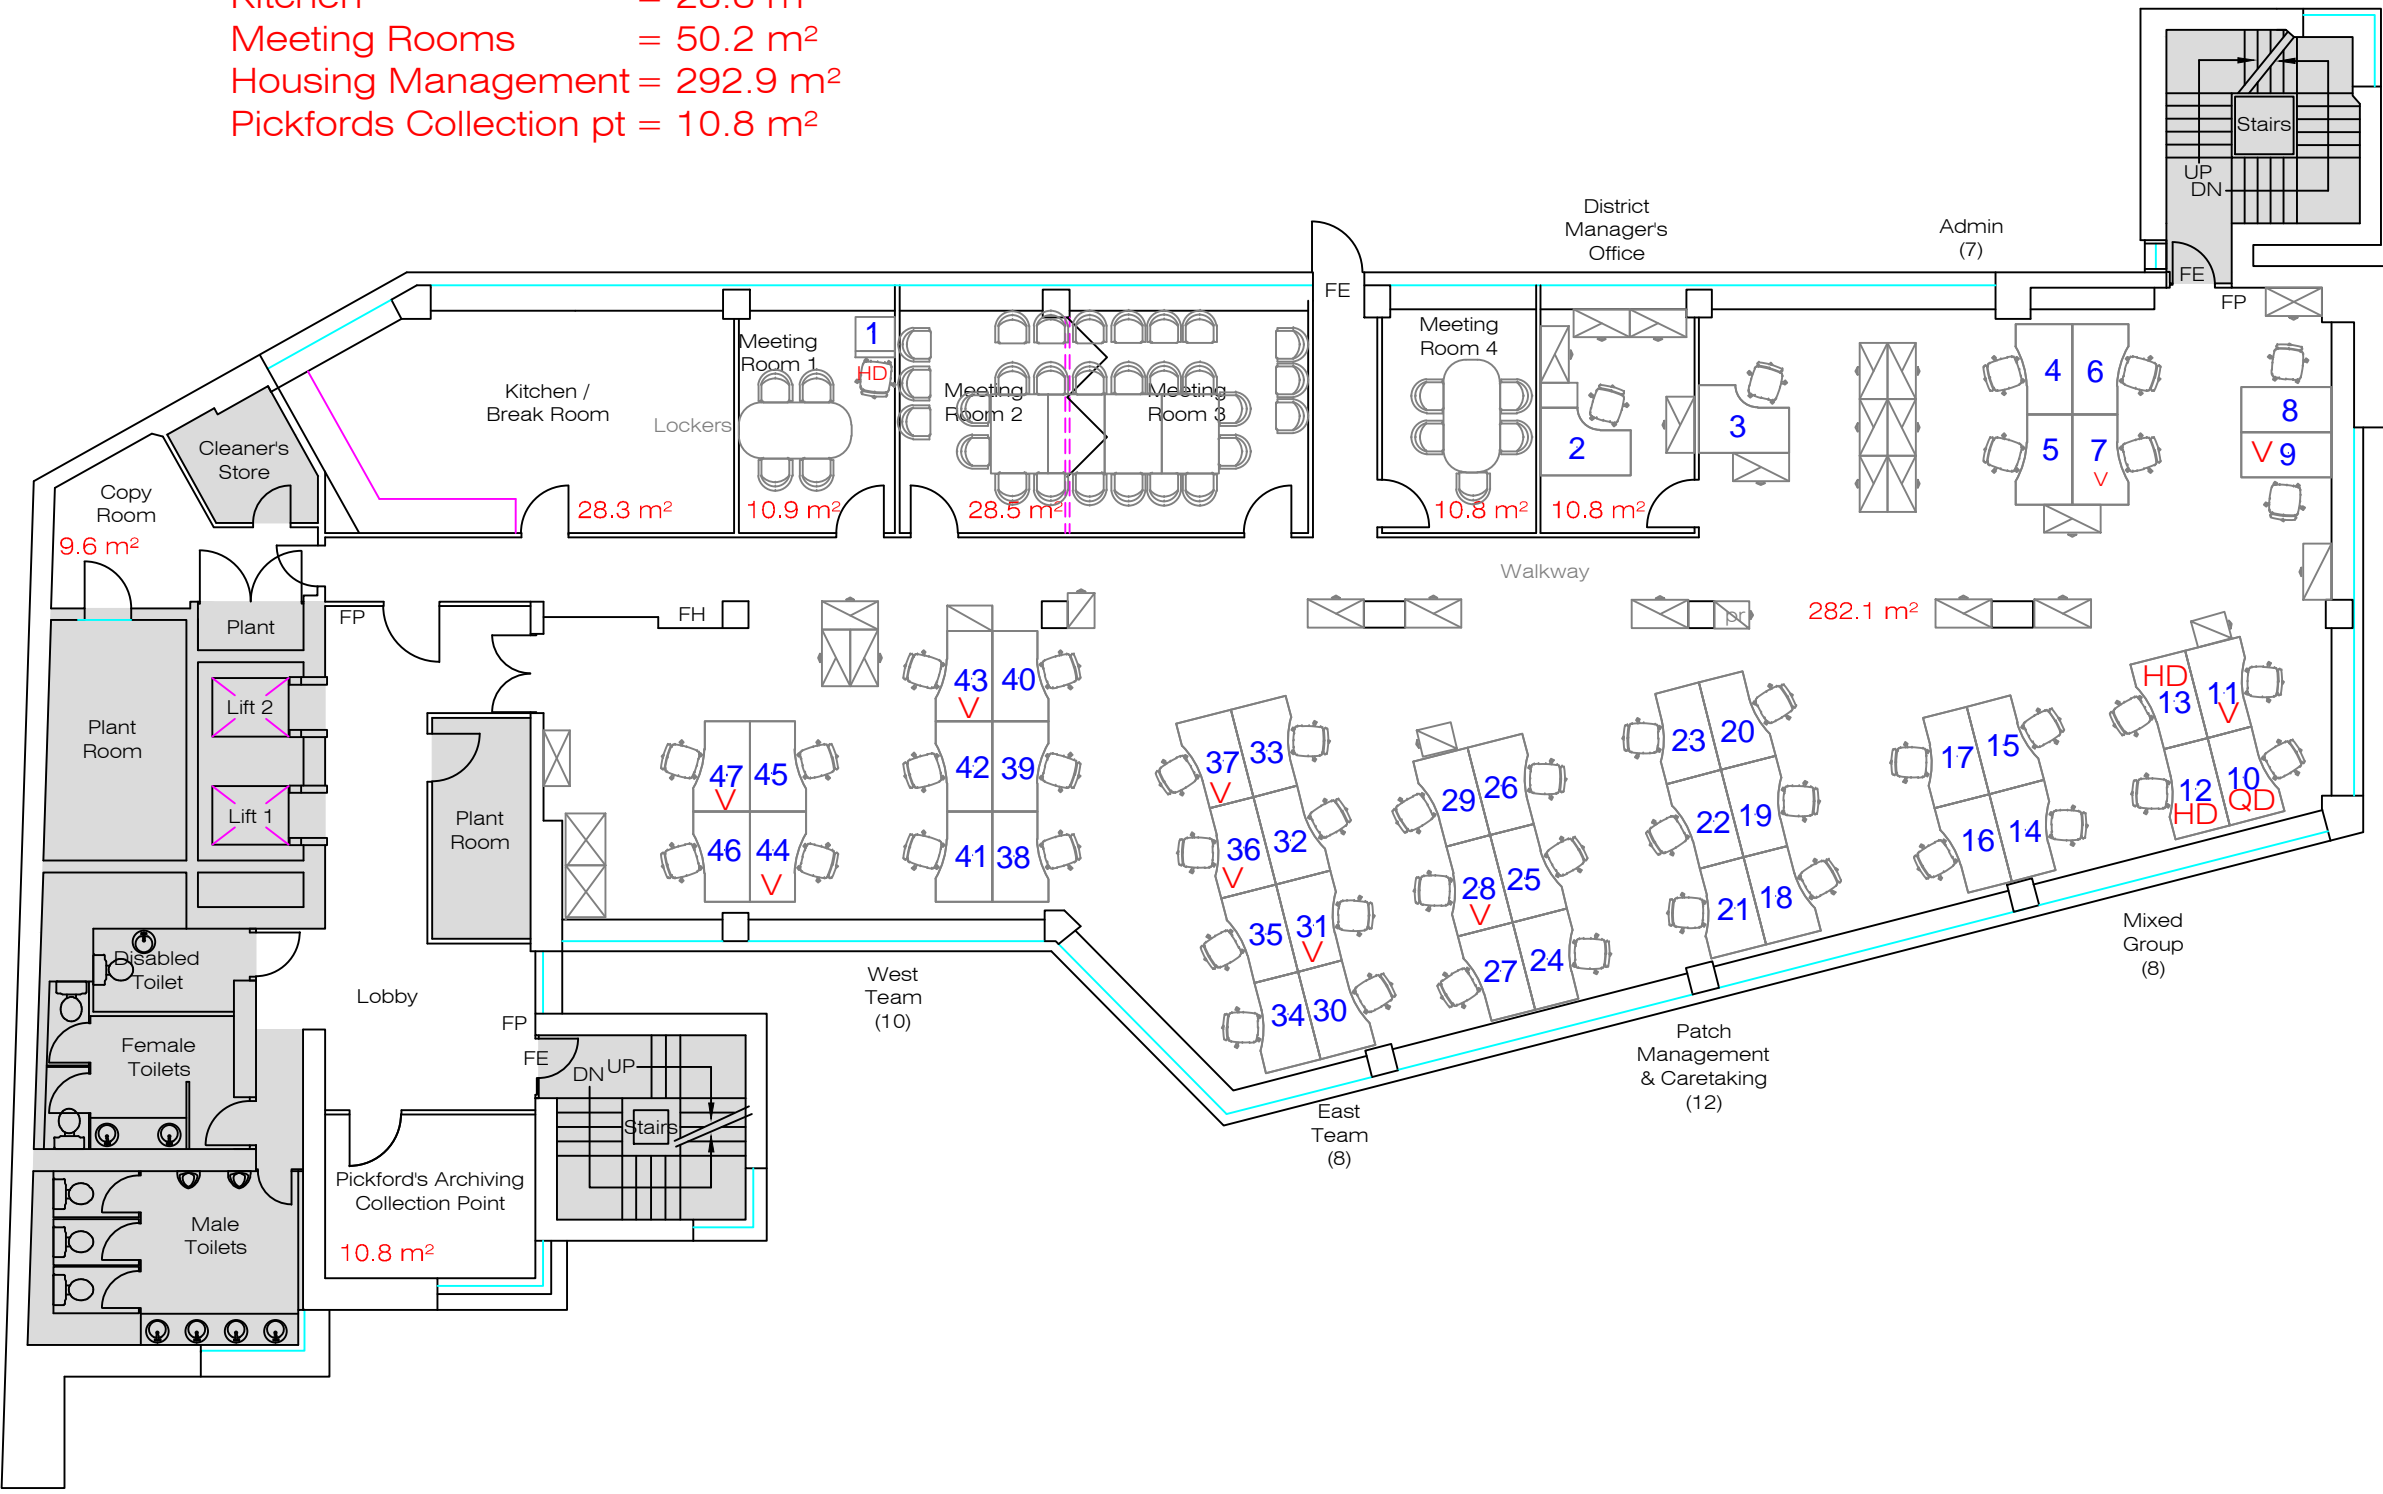 Kitchen = 28.3 m²
Meeting Rooms = 50.2 m²
Housing Management = 292.9 m²
Pickfords Collection pt = 10.8 m²
Stairs
UP
DN
District
Manager's
Office
Admin
(7)
FE
FE
FP
Meeting
Room 1
1
HD
Kitchen /
Break Room
Lockers
Meeting
Room 2
Meeting
Room 3
Meeting
Room 4
2
3
4
6
5
7
V
8
V 9
Cleaner's
Store
Copy
Room
9.6 m²
28.3 m²
10.9 m²
28.5 m²
10.8 m²
10.8 m²
Walkway
FP
FH
pr
282.1 m²
Plant
Lift 2
Lift 1
Plant
Room
Plant
Room
47
V
45
46
44
V
43
V
40
42
39
41
38
37
V
33
36
V
32
35
31
V
34
30
29
26
28
V
25
27
24
23
20
22
19
21
18
17
15
16
14
HD
13
11
V
12
HD
10
QD
Disabled
Toilet
Lobby
Female
Toilets
West
Team
(10)
Mixed
Group
(8)
FP
FE
DN
UP
Stairs
Patch
Management
& Caretaking
(12)
East
Team
(8)
Pickford's Archiving
Collection Point
10.8 m²
Male
Toilets